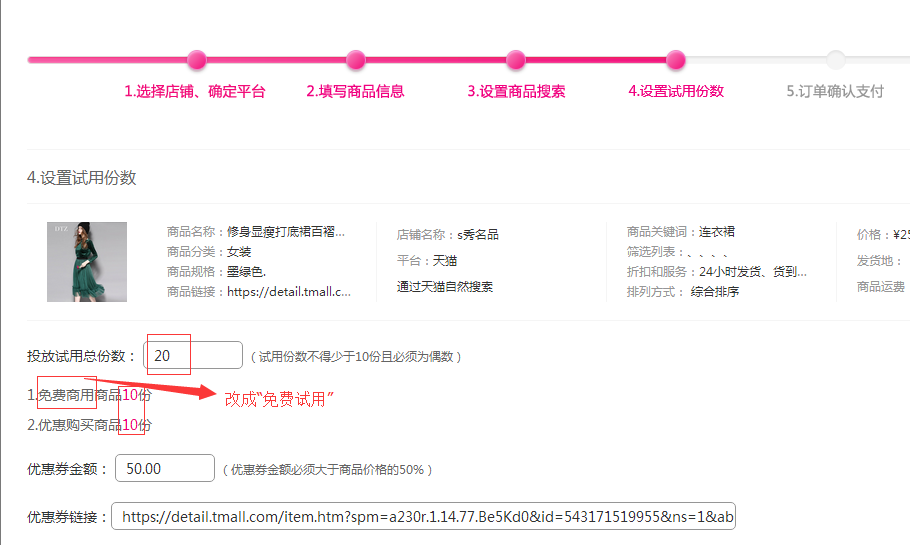 1.选择店铺、确定平台
2.填写商品信息
3.设置商品搜索
4.设置试用份数
5.订单确认支付
4.设置试用份数
DTZ
商品名称：修身显瘦打底裙百褶...
商品分类：女装
商品规格：墨绿色.
商品链接：https://detail.tmall.c...
店铺名称：s秀名品
平台：天猫
通过天猫自然搜索
商品关键词：连衣裙
筛选列表：、、、、
折扣和服务：24小时发货、货到...
排列方式： 综合排序
价格：¥25
发货地：
商品运费
投放试用总份数： 20 （试用份数不得少于10份且必须为偶数）
1.免费商用商品10份
改成“免费试用”
2.优惠购买商品10份
优惠券金额： 50.00 （优惠券金额必须大于商品价格的50%）
优惠券链接： https://detail.tmall.com/item.htm?spm=a230r.1.14.77.Be5Kd0&id=543171519955&ns=1&ab